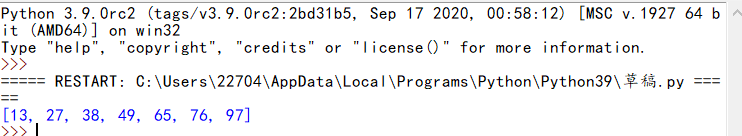 Python 3.9.0rc2 (tags/v3.9.0rc2:2bd31b5, Sep 17 2020, 00:58:12) [MSC v.1927 64 b
it (AMD64)] on win32
Type "help", "copyright", "credits" or "license()" for more information.
>>>
===== RESTART: C:\Users\22704\AppData\Local\Programs\Python\Python39\草稿.py ===
==
[13, 27, 38, 49, 65, 76, 97]
>>>